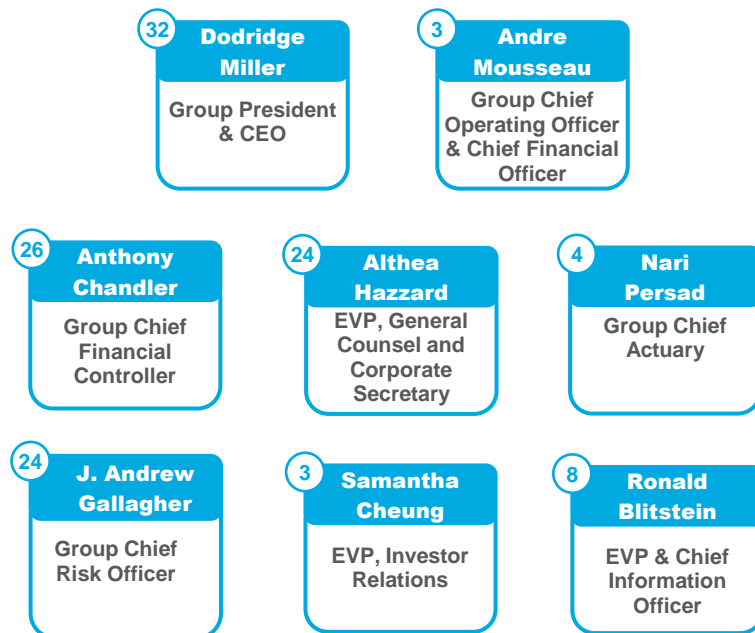 32
Dodridge
Miller
Group President
& CEO
3
Andre
Mousseau
Group Chief
Operating Officer
& Chief Financial
Officer
26
Anthony
Chandler
Group Chief
Financial
Controller
24
Althea
Hazzard
EVP, General
Counsel and
Corporate
Secretary
4
Nari
Persad
Group Chief
Actuary
24
J. Andrew
Gallagher
Group Chief
Risk Officer
3
Samantha
Cheung
EVP, Investor
Relations
8
Ronald
Blitstein
EVP & Chief
Information
Officer